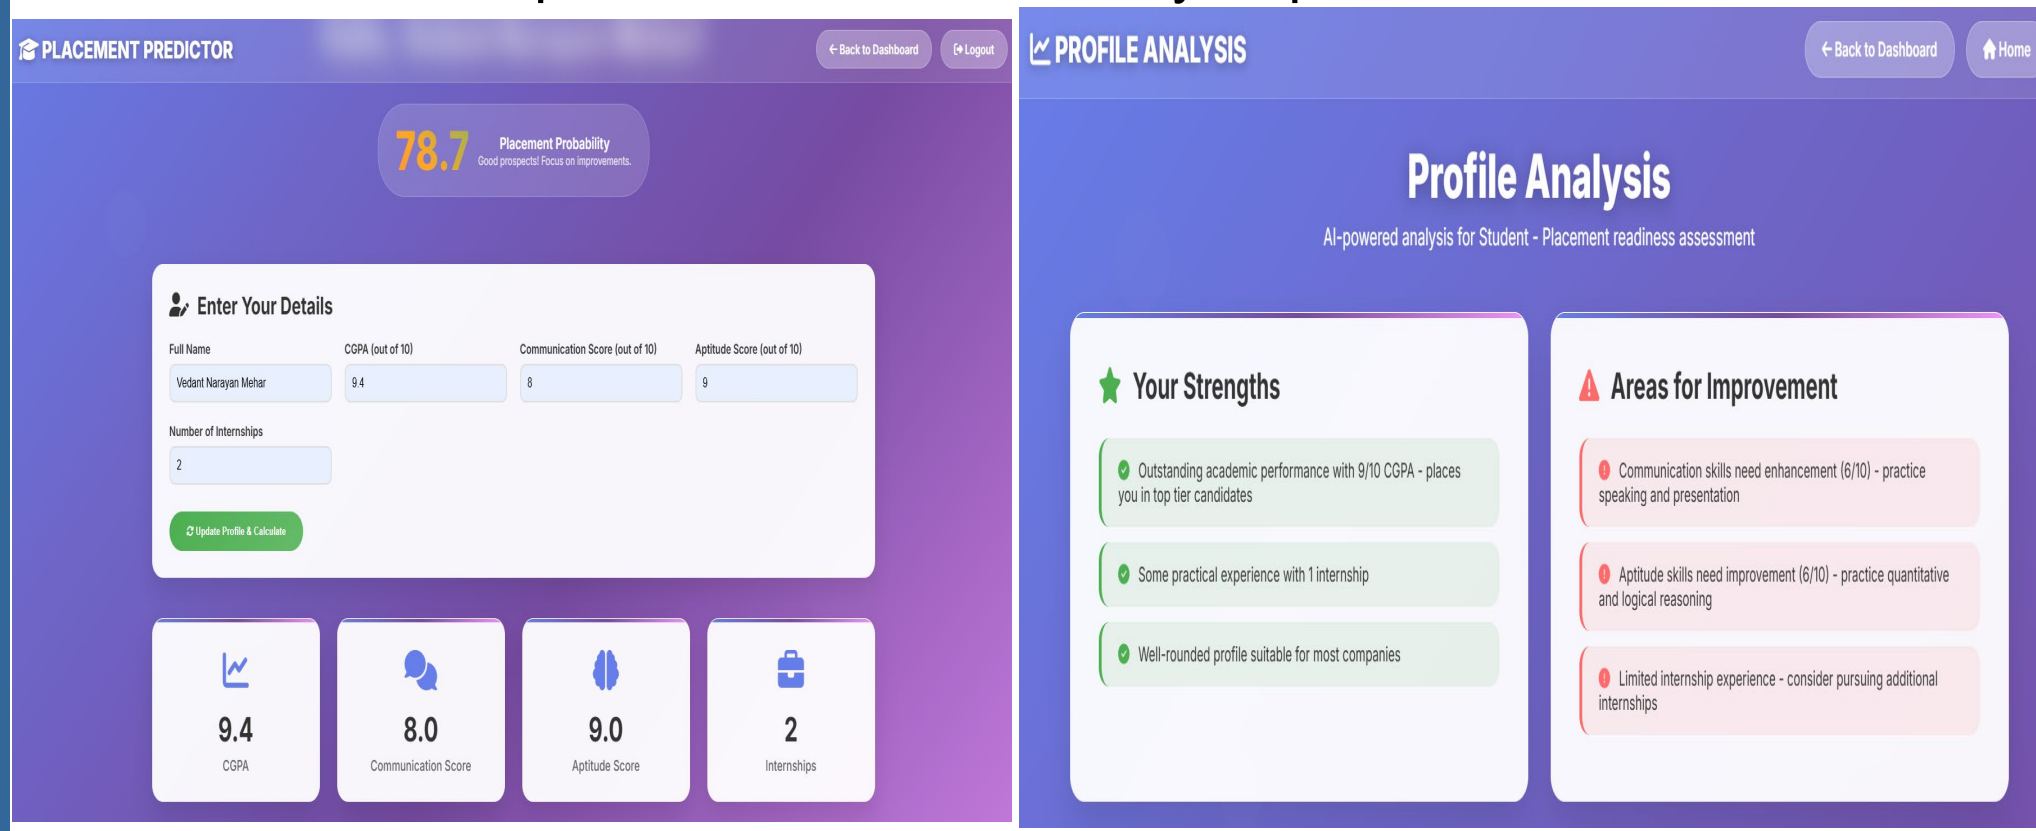 PLACEMENT PREDICTOR
Back to Dashboard
Logout
78.7
Placement Probability
Good prospects! Focus on improvements.
Enter Your Details
Full Name
CGPA (out of 10)
Communication Score (out of 10)
Aptitude Score (out of 10)
Vedant Narayan Mehar
9.4
8
9
Number of Internships
2
Update Profile & Calculate
9.4
CGPA
8.0
Communication Score
9.0
Aptitude Score
2
Internships
PROFILE ANALYSIS
Back to Dashboard
Home
Profile Analysis
AI-powered analysis for Student - Placement readiness assessment
Your Strengths
Outstanding academic performance with 9/10 CGPA - places
you in top tier candidates
Some practical experience with 1 internship
Well-rounded profile suitable for most companies
Areas for Improvement
Communication skills need enhancement (6/10) - practice
speaking and presentation
Aptitude skills need improvement (6/10) - practice quantitative
and logical reasoning
Limited internship experience - consider pursuing additional
internships